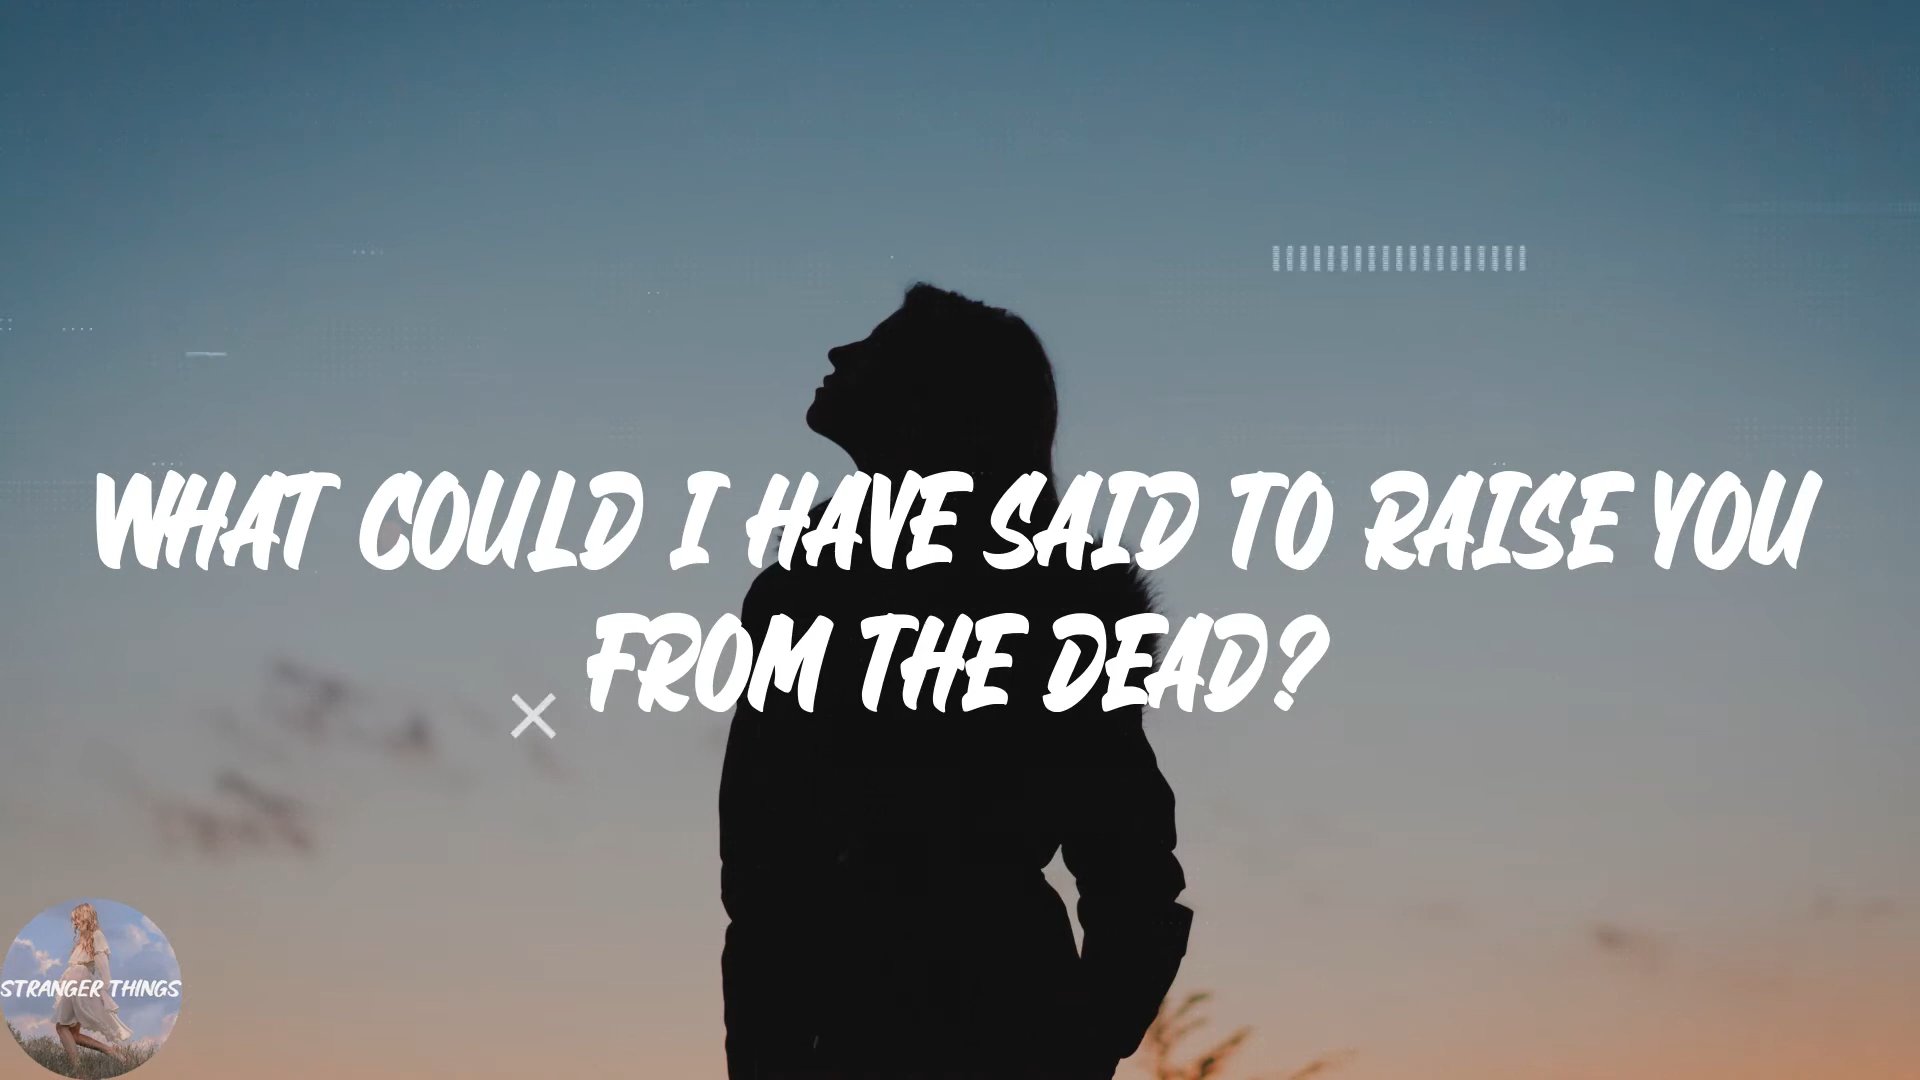 WHAT COULD I HAVE SAID TO RAISE YOU
FROM THE DEAD?
STRANGER THINGS